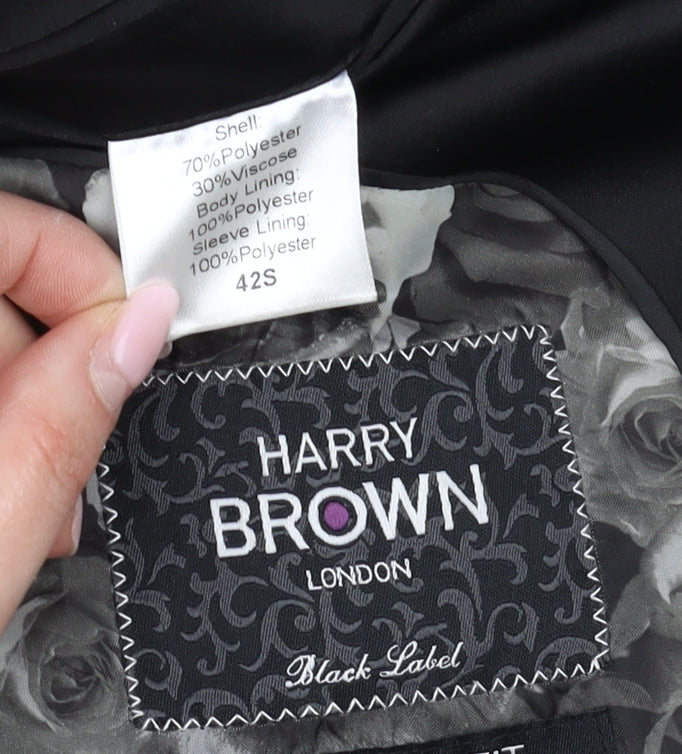 Shell:
70%Polyester
30%Viscose
Body Lining:
100%Polyester
Sleeve Lining:
100%Polyester
42S
HARRY
BROWN
LONDON
Black Label